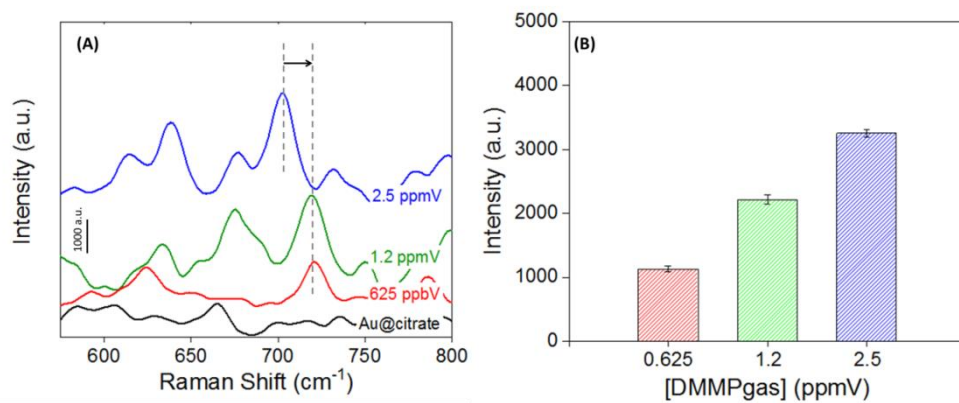 (A)
2.5 ppmV
1000 a.u.
1.2 ppmV
625 ppbV
Au@citrate
Intensity (a.u.)
600 650 700 750 800
Raman Shift (cm⁻¹)
(B)
5000
4000
3000
2000
1000
0
Intensity (a.u.)
0.625 1.2 2.5
[DMMPgas] (ppmV)